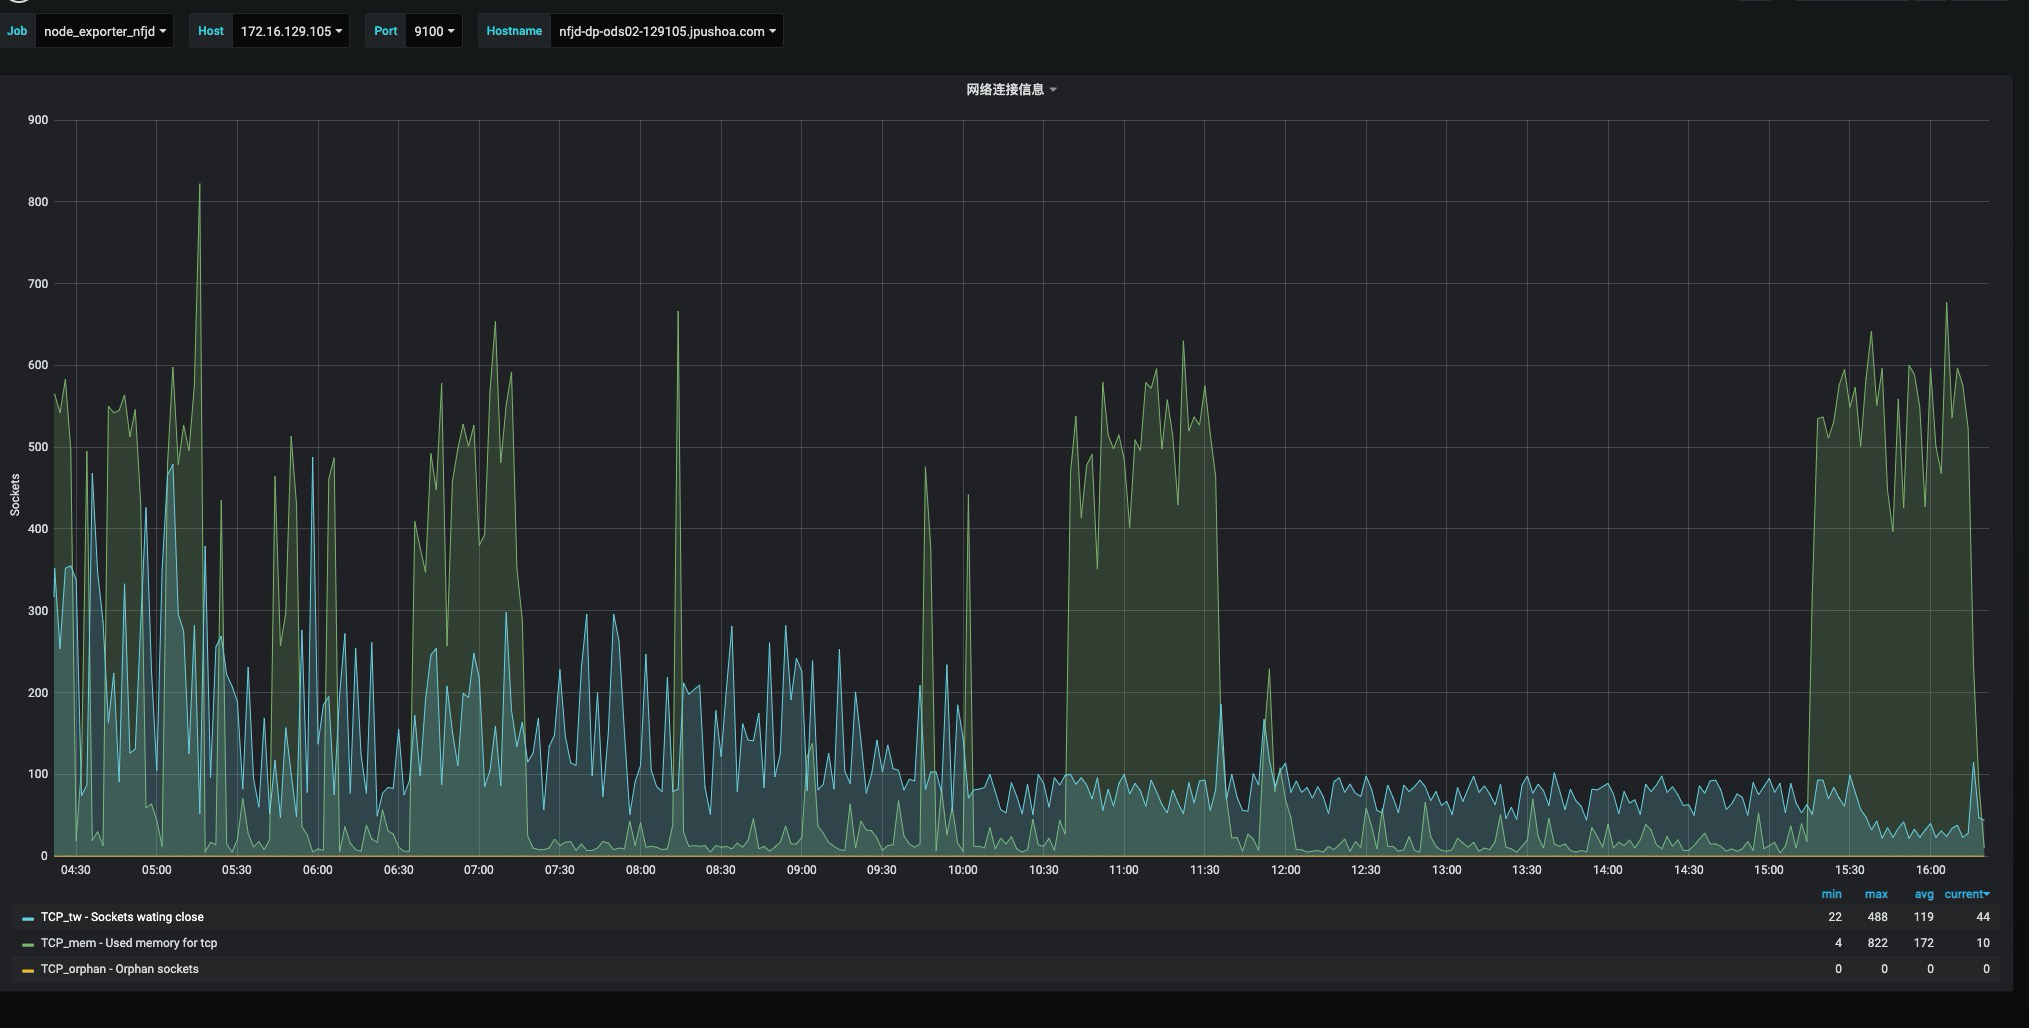 Job node_exporter_nfjd Host 172.16.129.105 Port 9100 Hostname nfjd-dp-ods02-129105.jpushoa.com
网络连接信息
900
800
700
600
500
400
300
200
100
0
Sockets
04:30 05:00 05:30 06:00 06:30 07:00 07:30 08:00 08:30 09:00 09:30 10:00 10:30 11:00 11:30 12:00 12:30 13:00 13:30 14:00 14:30 15:00 15:30 16:00
min max avg current
TCP_tw - Sockets wating close 22 488 119 44
TCP_mem - Used memory for tcp 4 822 172 10
TCP_orphan - Orphan sockets 0 0 0 0